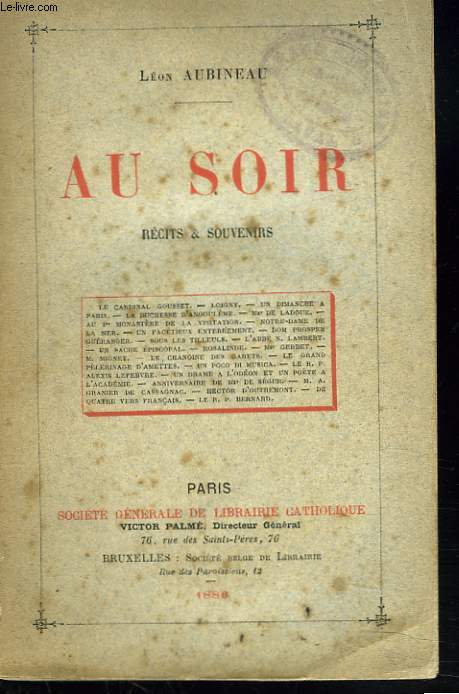 Le-Livre.com
Léon AUBINEAU
AU SOIR
RÉCITS & SOUVENIRS
LE CARDINAL GOUSSET. — LOIGNY. — UN DIMANCHE A
PARIS. — LA DUCHESSE D'ANGOULÊME. — Mgr DE LADOUE. —
AU 1er MONASTÈRE DE LA VISITATION. — NOTRE-DAME DE
LA MER. — UN FACÉTIEUX ENTERREMENT. — DOM PROSPER
GUÉRANGER. — SOUS LES TILLEULS. — L'ABBÉ N. LAMBERT.
— UN SACRE ÉPISCOPAL. — ROSALINDE. — Mgr GERBET. —
M. MIGNET. — LE CHANOINE DES GARETS. — LE GRAND
PÈLERINAGE D'AMETTES. — UN POCO DI MUSICA. — LE R. P.
ALEXIS LEFEBVRE. — UN DRAME A L'ODÉON ET UN POÈTE A
L'ACADÉMIE. — ANNIVERSAIRE DE Mgr DE SÉGUR. — M. A.
GRANIER DE CASSAGNAC. — HECTOR D'OUTREMONT. — DE
QUATRE VERS FRANÇAIS. — LE R. P. BERNARD.
PARIS
SOCIÉTÉ GÉNÉRALE DE LIBRAIRIE CATHOLIQUE
VICTOR PALMÉ, Directeur Général
76, rue des Saints-Pères, 76
BRUXELLES : Société belge de Librairie
Rue des Paroissiens, 12
1886